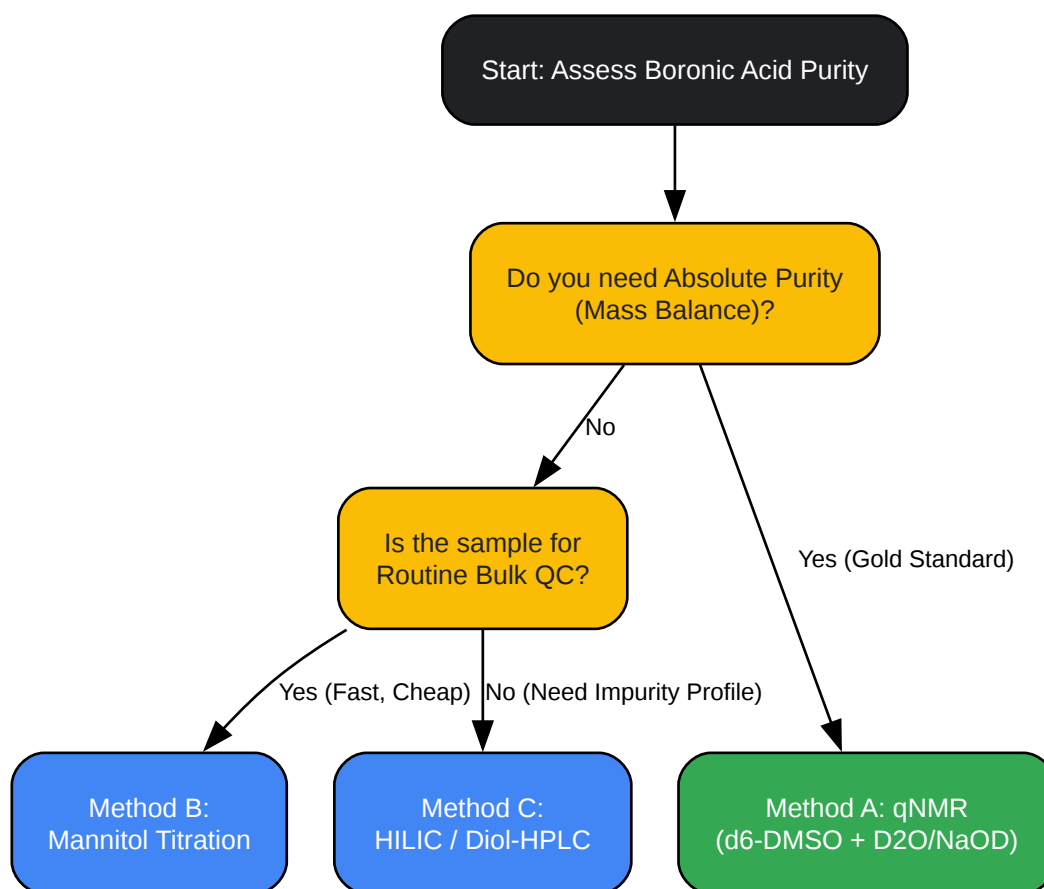 Start: Assess Boronic Acid Purity
Do you need Absolute Purity
(Mass Balance)?
No
Yes (Gold Standard)
Is the sample for
Routine Bulk QC?
Yes (Fast, Cheap)
No (Need Impurity Profile)
Method B:
Mannitol Titration
Method C:
HILIC / Diol-HPLC
Method A: qNMR
(d6-DMSO + D2O/NaOD)